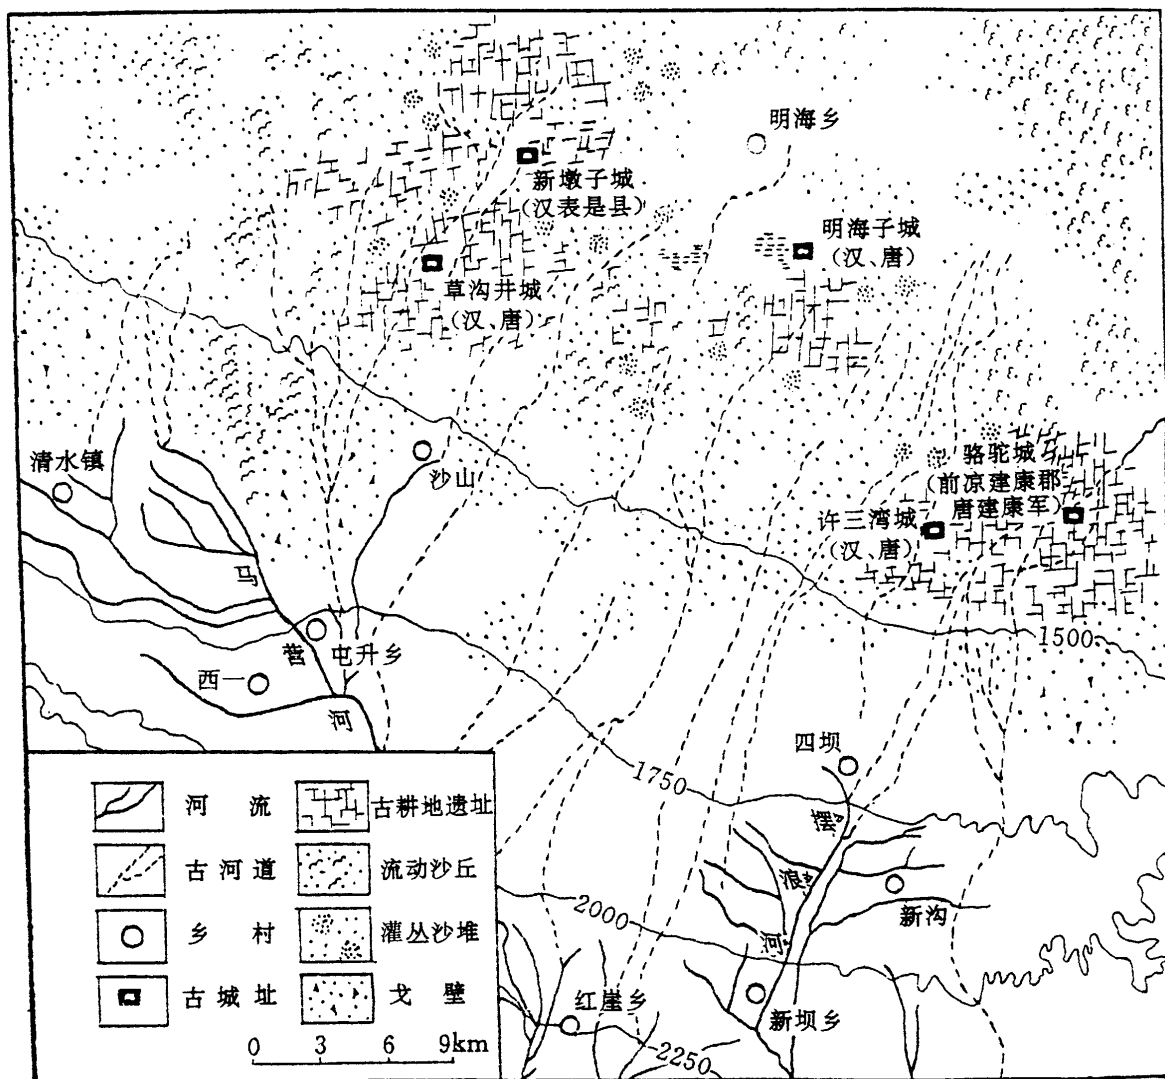 明海乡
新墩子城
（汉表是县）
明海子城
（汉、唐）
草沟井城
（汉、唐）
清水镇
沙山
骆驼城
（前凉建康郡
唐建康军）
许三湾城
（汉、唐）
马
营
河
屯升乡
西一
1500
四坝
1750
摆
浪
河
新沟
2000
新坝乡
红崖乡
2250
河 流
古耕地遗址
古河道
流动沙丘
乡 村
灌丛沙堆
古城址
戈壁
0 3 6 9km